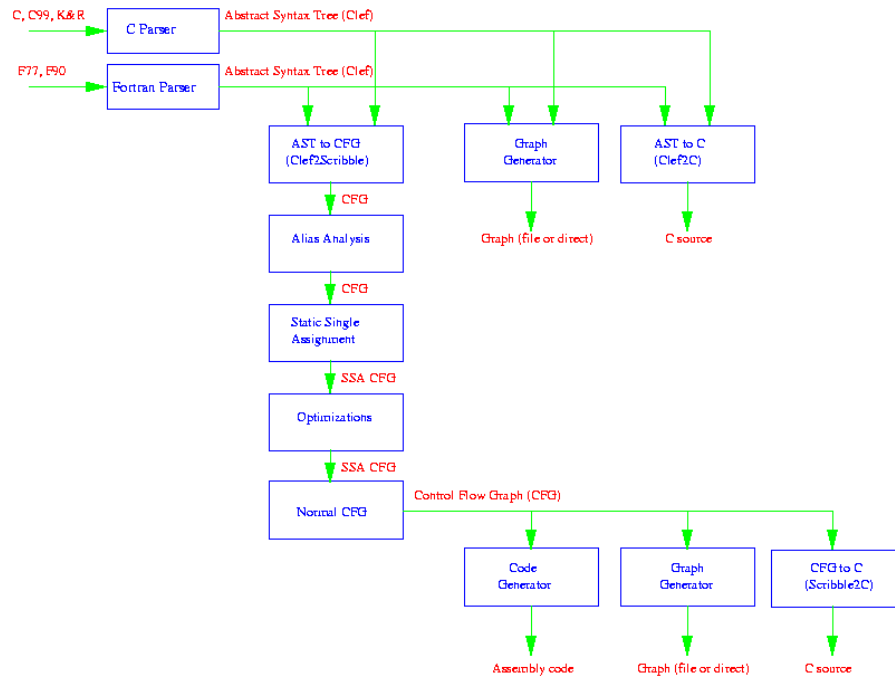 C, C99, K&R
C Parser
Abstract Syntax Tree (Clef)
F77, F90
Fortran Parser
Abstract Syntax Tree (Clef)
AST to CFG
(Clef2Scribble)
Graph
Generator
AST to C
(Clef2C)
CFG
Graph (file or direct)
C source
Alias Analysis
CFG
Static Single
Assignment
SSA CFG
Optimizations
SSA CFG
Normal CFG
Control Flow Graph (CFG)
Code
Generator
Graph
Generator
CFG to C
(Scribble2C)
Assembly code
Graph (file or direct)
C source